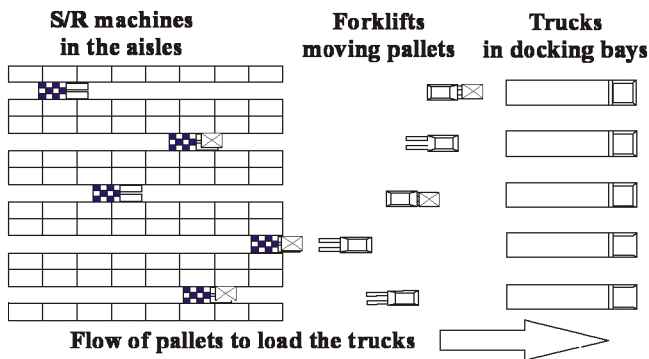 S/R machines
in the aisles
Forklifts
moving pallets
Trucks
in docking bays
Flow of pallets to load the trucks